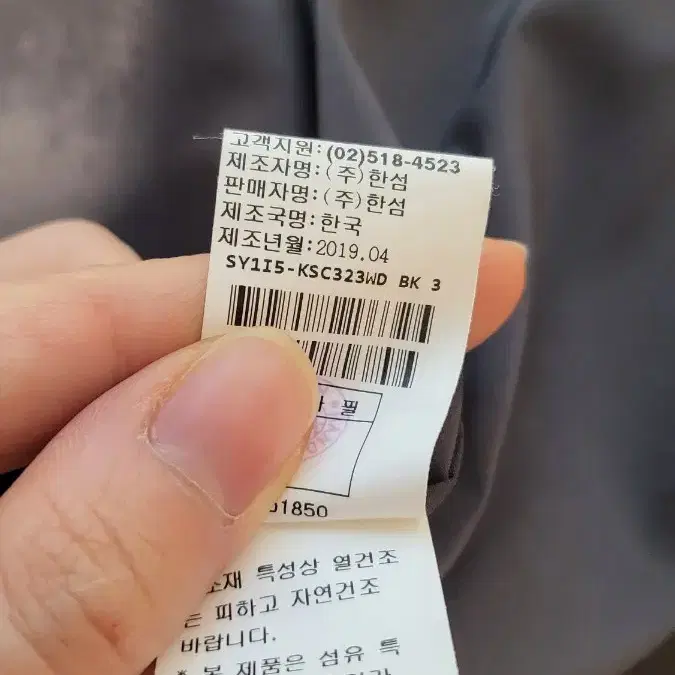 고객지원:(02)518-4523
제조자명:(주)한섬
판매자명:(주)한섬
제조국명:한국
제조년월:2019.04
SY1I5-KSC323WD BK 3
필
01850
소재 특성상 열건조
는 피하고 자연건조
바랍니다.
* 본 제품은 섬유 특